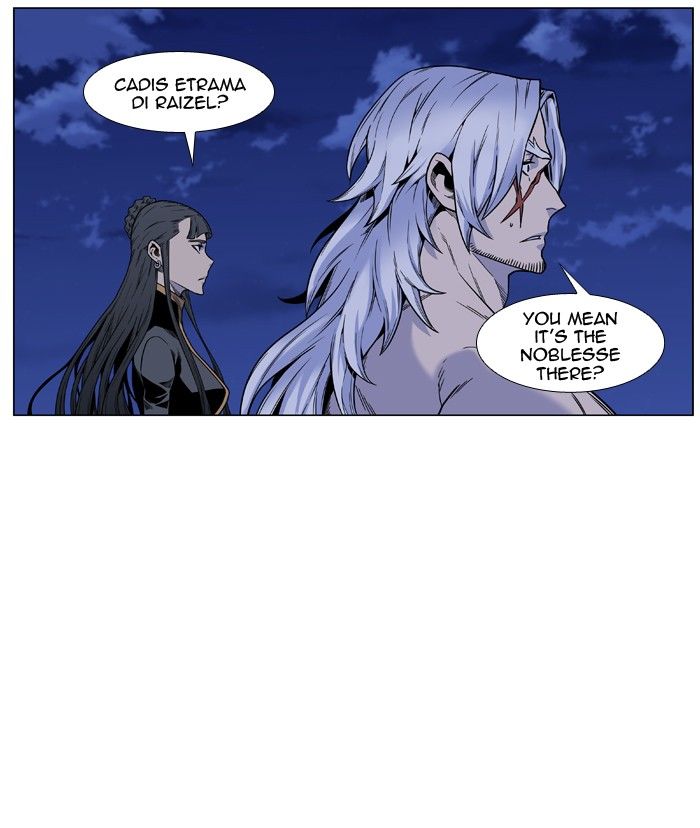 CADIS ETRAMA
DI RAIZEL?
YOU MEAN
IT'S THE
NOBLESSE
THERE?